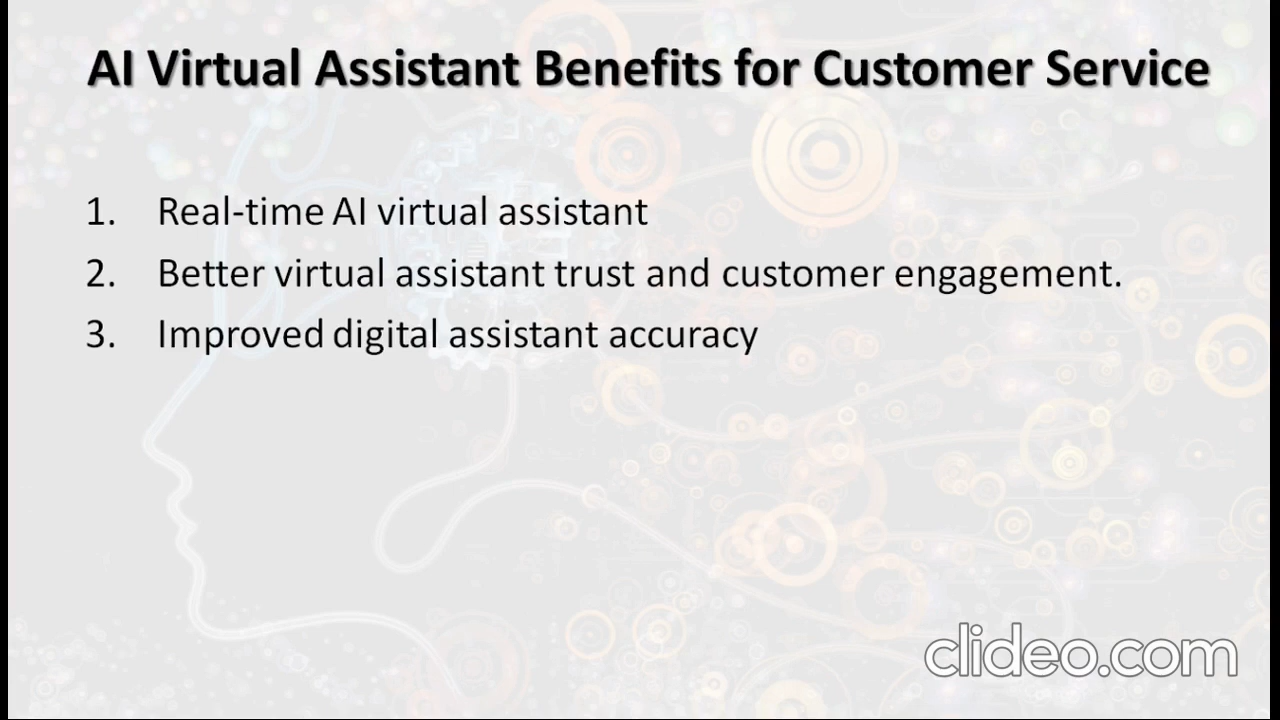 AI Virtual Assistant Benefits for Customer Service
1. Real-time AI virtual assistant
2. Better virtual assistant trust and customer engagement.
3. Improved digital assistant accuracy
clideo.com